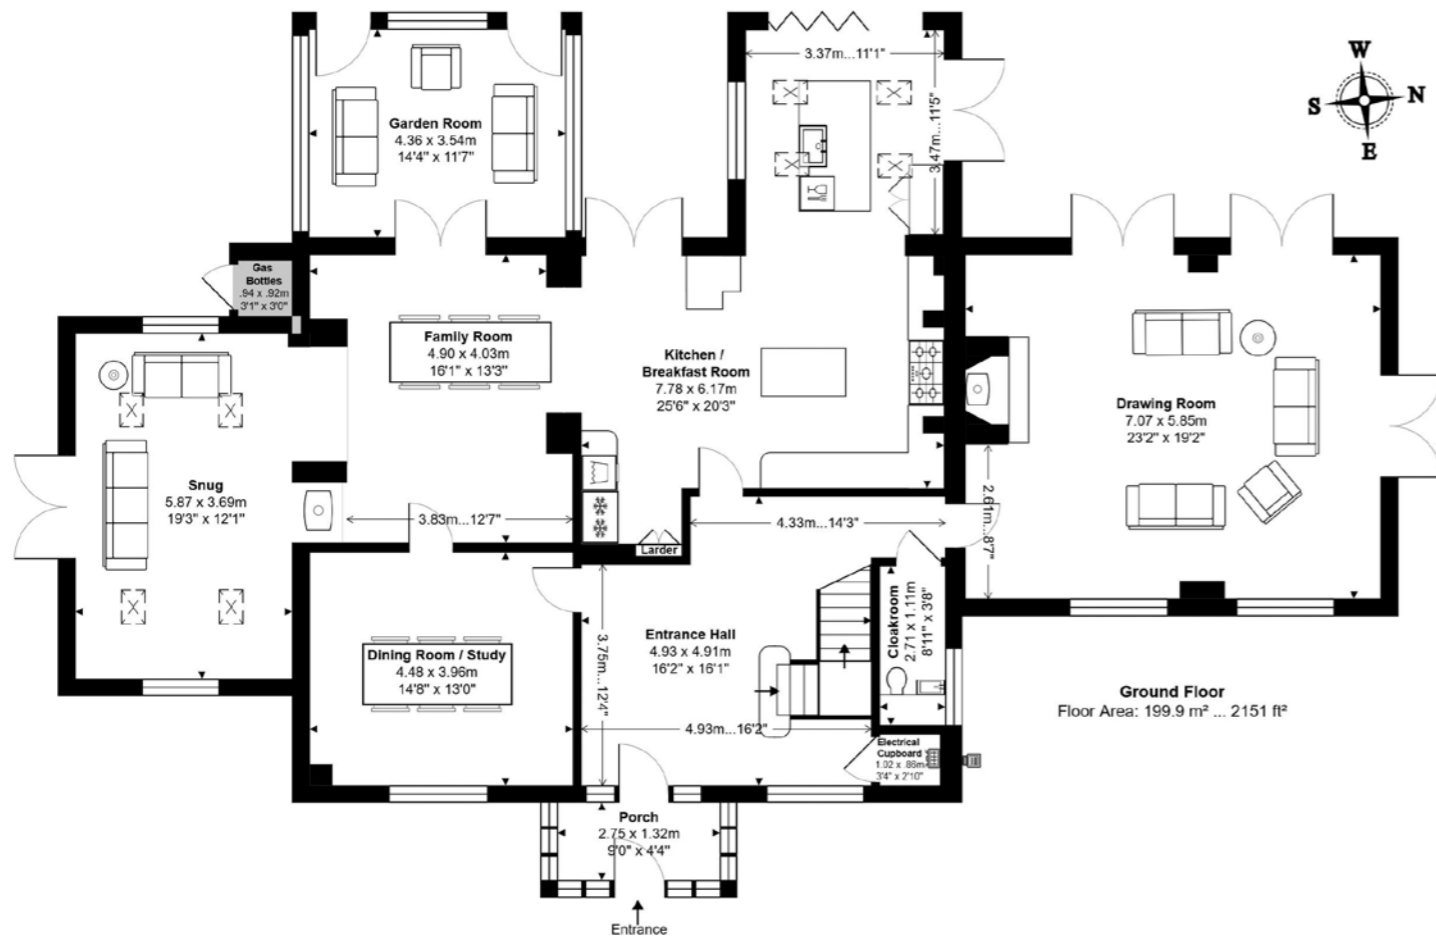 3.37m...11'1"
3.47m...11'5"
W
S
N
E
Garden Room
4.36 x 3.54m
14'4" x 11'7"
Gas
Bottles
.94 x .92m
3'1" x 3'0"
Family Room
4.90 x 4.03m
16'1" x 13'3"
Kitchen /
Breakfast Room
7.78 x 6.17m
25'6" x 20'3"
Drawing Room
7.07 x 5.85m
23'2" x 19'2"
Snug
5.87 x 3.69m
19'3" x 12'1"
3.83m...12'7"
4.33m...14'3"
2.61m...8'7"
Larder
Dining Room / Study
4.48 x 3.96m
14'8" x 13'0"
3.75m...12'4"
Entrance Hall
4.93 x 4.91m
16'2" x 16'1"
Cloakroom
2.71 x 1.11m
8'11" x 3'8"
4.93m...16'2"
Ground Floor
Floor Area: 199.9 m² ... 2151 ft²
Electrical
Cupboard
1.02 x .86m
3'4" x 2'10"
Porch
2.75 x 1.32m
9'0" x 4'4"
Entrance